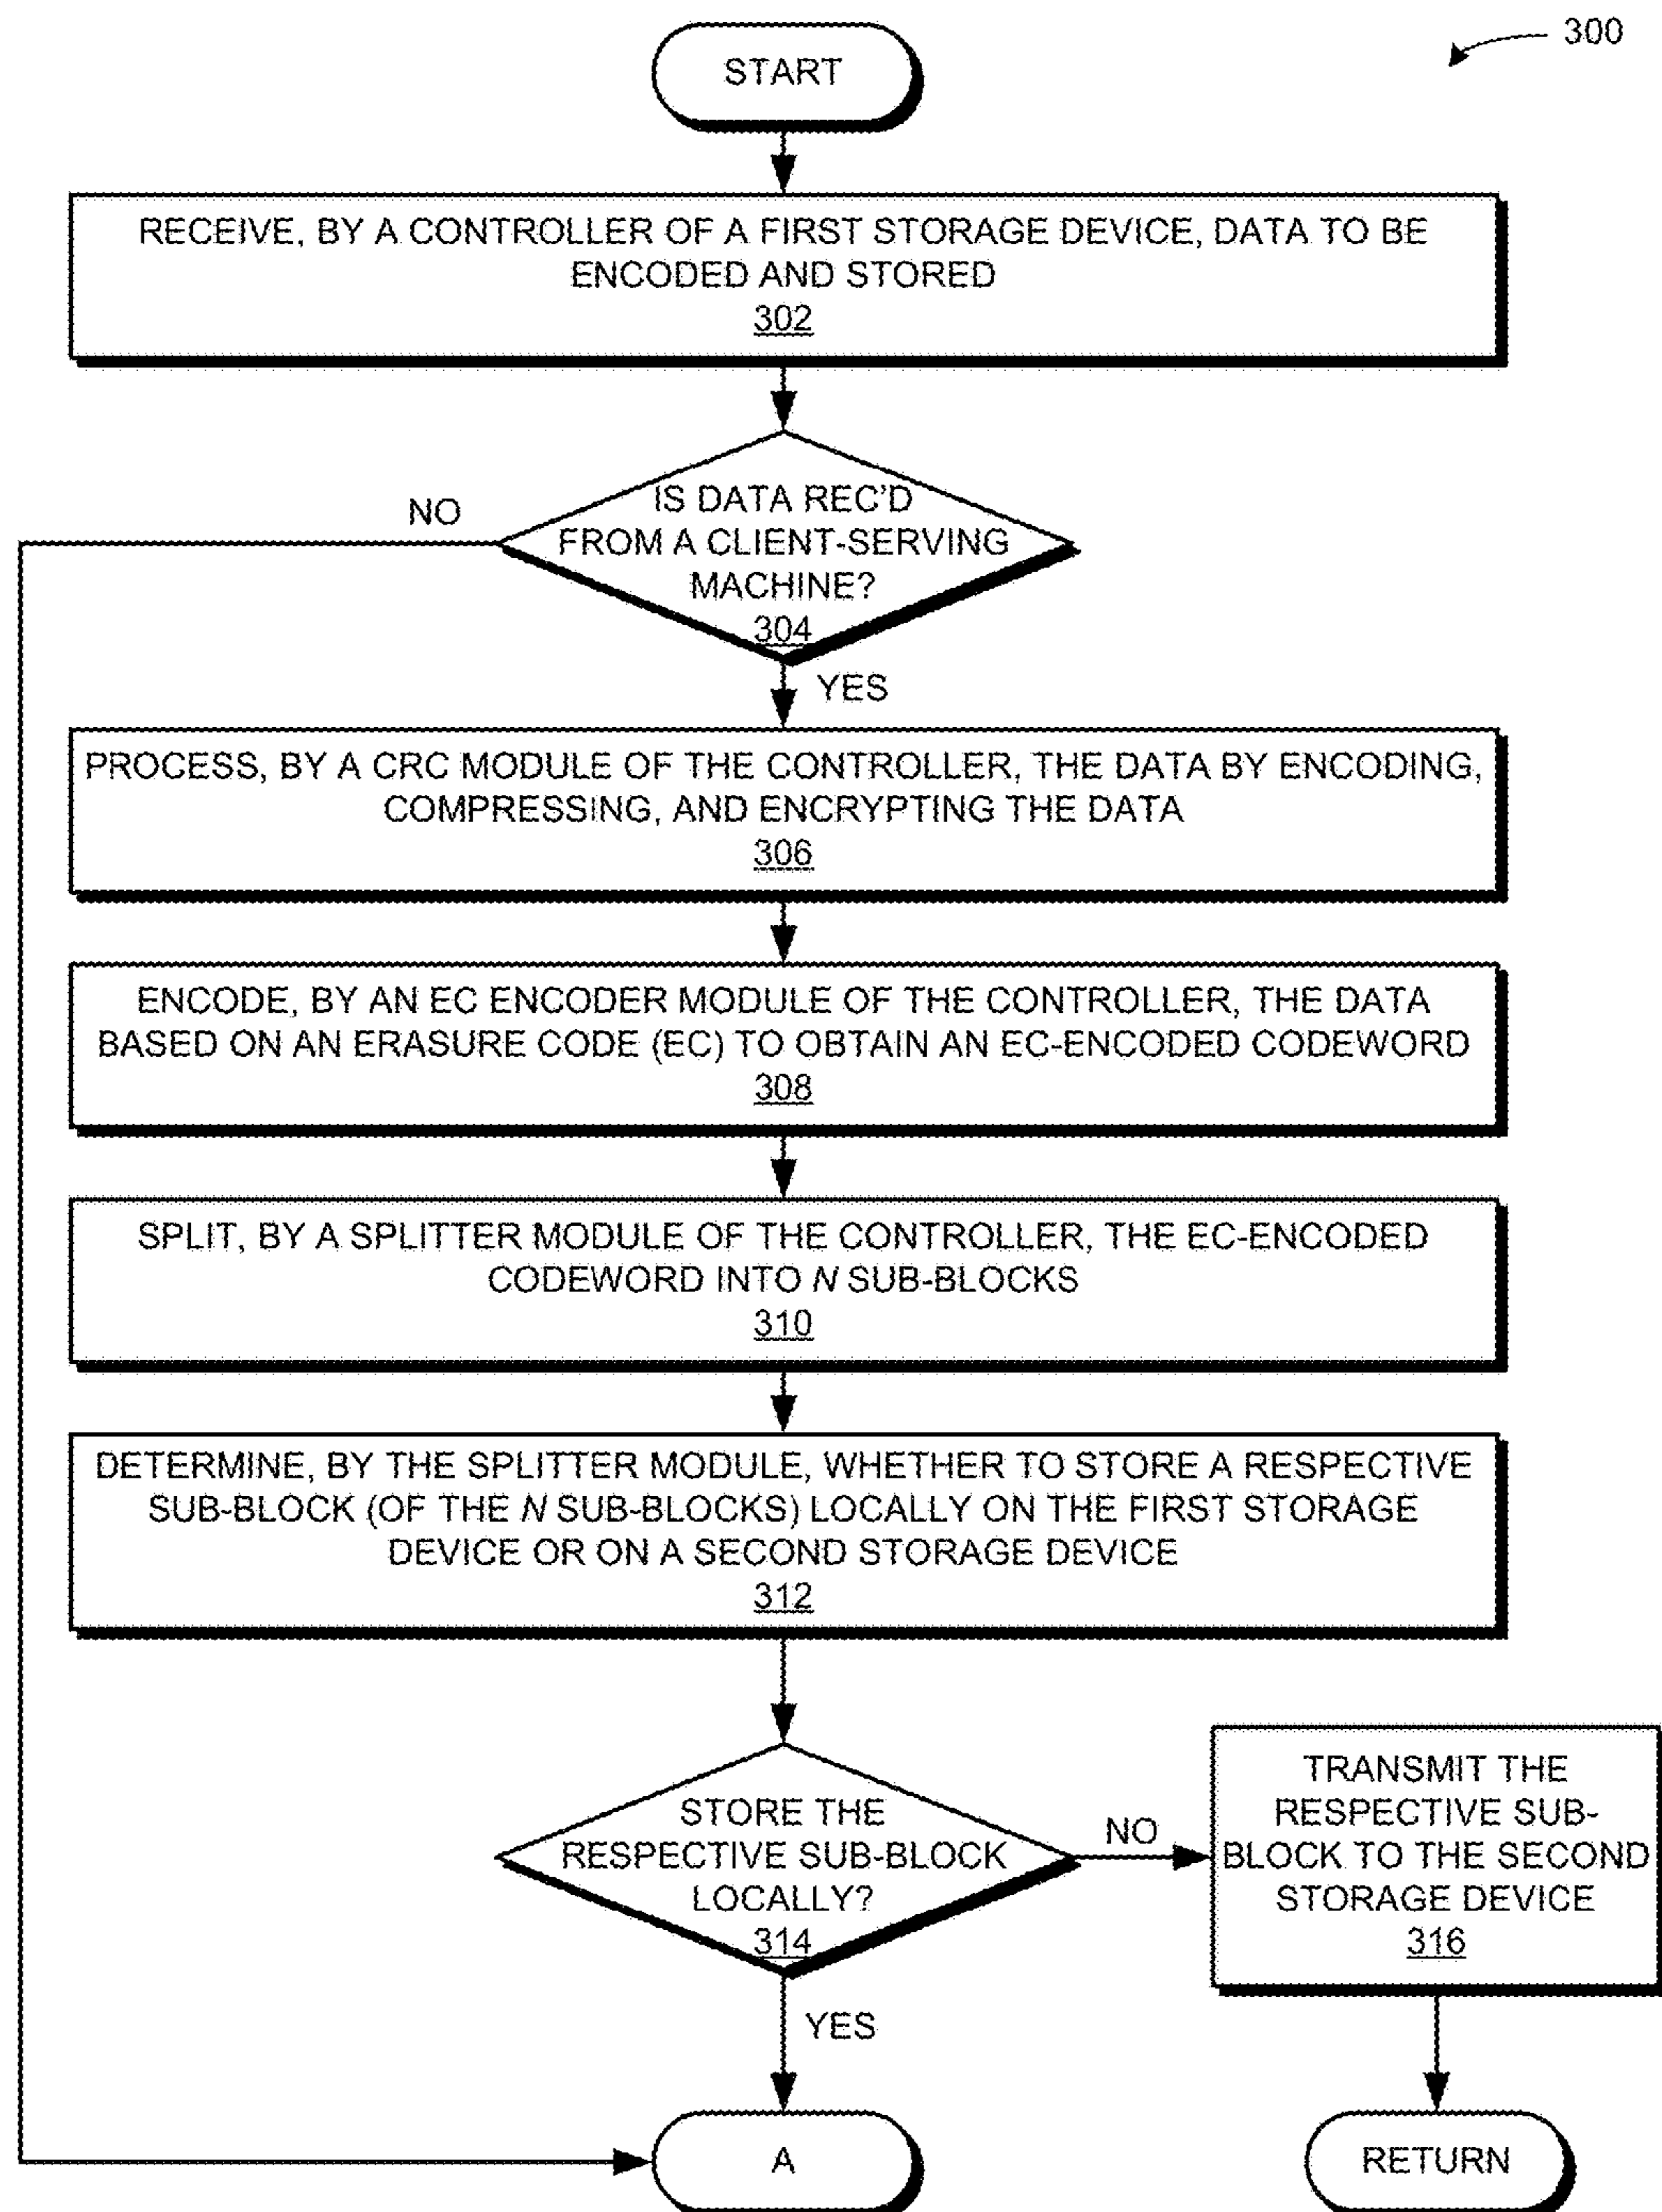 300
START
RECEIVE, BY A CONTROLLER OF A FIRST STORAGE DEVICE, DATA TO BE
ENCODED AND STORED
302
IS DATA REC'D
FROM A CLIENT-SERVING
MACHINE?
304
NO
YES
PROCESS, BY A CRC MODULE OF THE CONTROLLER, THE DATA BY ENCODING,
COMPRESSING, AND ENCRYPTING THE DATA
306
ENCODE, BY AN EC ENCODER MODULE OF THE CONTROLLER, THE DATA
BASED ON AN ERASURE CODE (EC) TO OBTAIN AN EC-ENCODED CODEWORD
308
SPLIT, BY A SPLITTER MODULE OF THE CONTROLLER, THE EC-ENCODED
CODEWORD INTO N SUB-BLOCKS
310
DETERMINE, BY THE SPLITTER MODULE, WHETHER TO STORE A RESPECTIVE
SUB-BLOCK (OF THE N SUB-BLOCKS) LOCALLY ON THE FIRST STORAGE
DEVICE OR ON A SECOND STORAGE DEVICE
312
STORE THE
RESPECTIVE SUB-BLOCK
LOCALLY?
314
NO
TRANSMIT THE
RESPECTIVE SUB-
BLOCK TO THE SECOND
STORAGE DEVICE
316
YES
A
RETURN